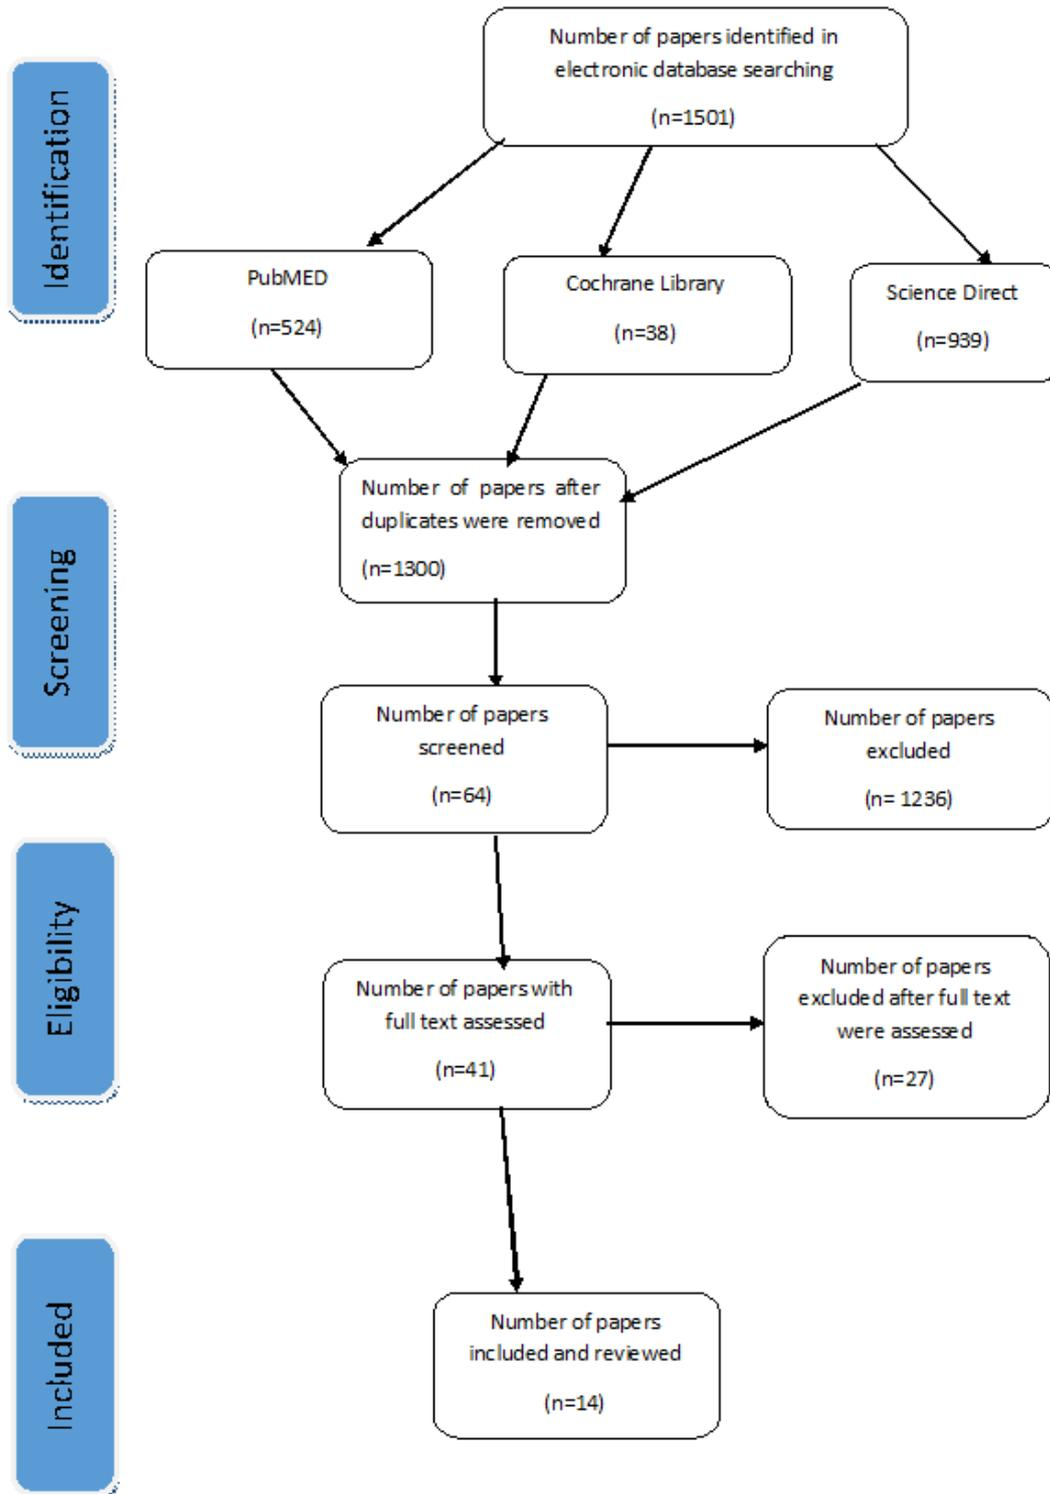 Identification
Number of papers identified in
electronic database searching
(n=1501)
PubMED
(n=524)
Cochrane Library
(n=38)
Science Direct
(n=939)
Screening
Number of papers after
duplicates were removed
(n=1300)
Number of papers
screened
(n=64)
Number of papers
excluded
(n= 1236)
Eligibility
Number of papers with
full text assessed
(n=41)
Number of papers
excluded after full text
were assessed
(n=27)
Included
Number of papers
included and reviewed
(n=14)